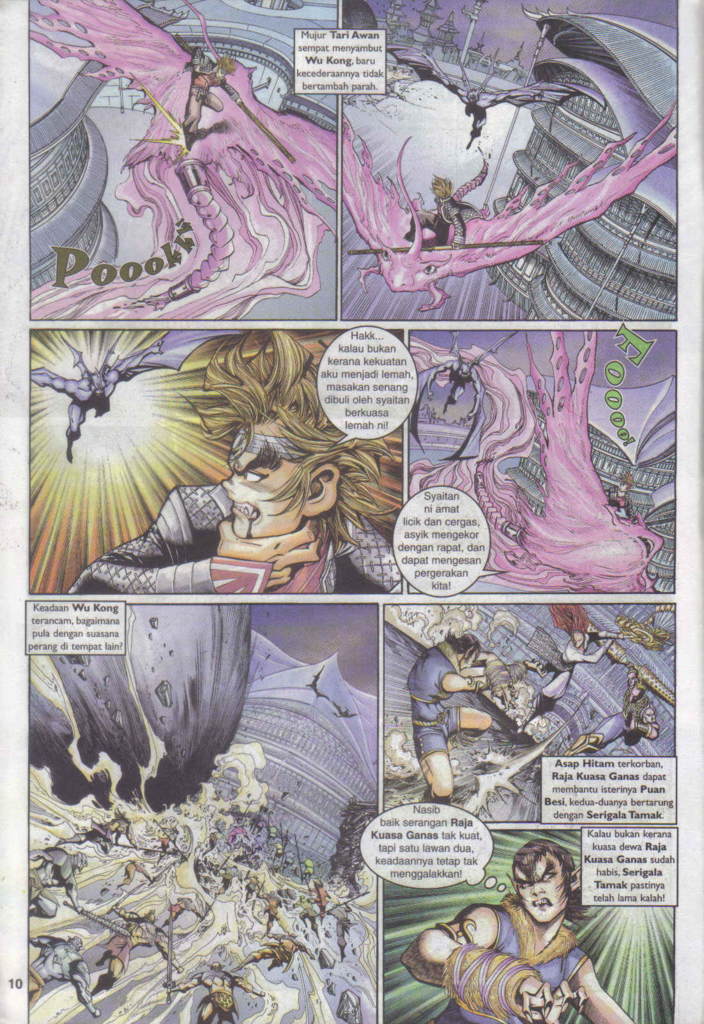 Mujur Tari Awan
sempat menyambut
Wu Kong, baru
kecederaannya tidak
bertambah parah.
Poookkk
Hakk...
kalau bukan
kerana kekuatan
aku menjadi lemah,
masakan senang
dibuli oleh syaitan
berkuasa
lemah ni!
Toooo!
Syaitan
ni amat
licik dan cergas,
asyik mengekor
dengan rapat, dan
dapat mengesan
pergerakan
kita!
Keadaan Wu Kong
terancam, bagaimana
pula dengan suasana
perang di tempat lain?
Asap Hitam terkorban,
Raja Kuasa Ganas dapat
membantu isterinya Puan
Besi, kedua-duanya bertarung
dengan Serigala Tamak.
Nasib
baik serangan Raja
Kuasa Ganas tak kuat,
tapi satu lawan dua,
keadaannya tetap tak
menggalakkan!
Kalau bukan kerana
kuasa dewa Raja
Kuasa Ganas sudah
habis, Serigala
Tamak pastinya
telah lama kalah!
10